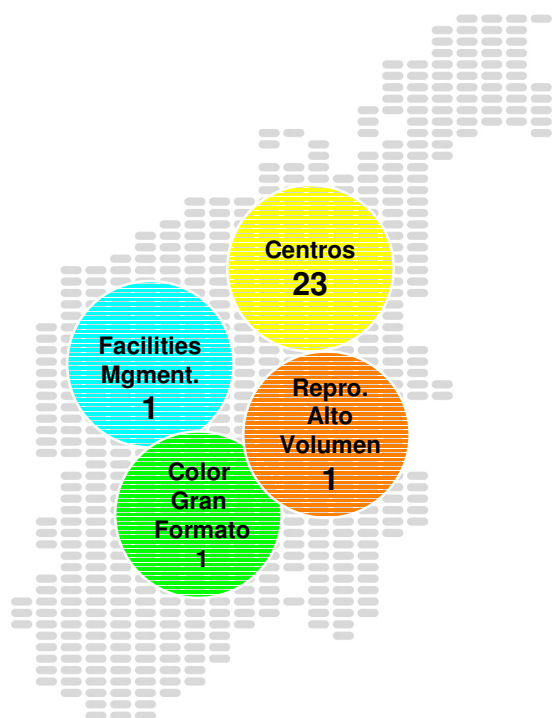 Centros
23
Facilities
Mgment.
1
Repro.
Alto
Volumen
1
Color
Gran
Formato
1